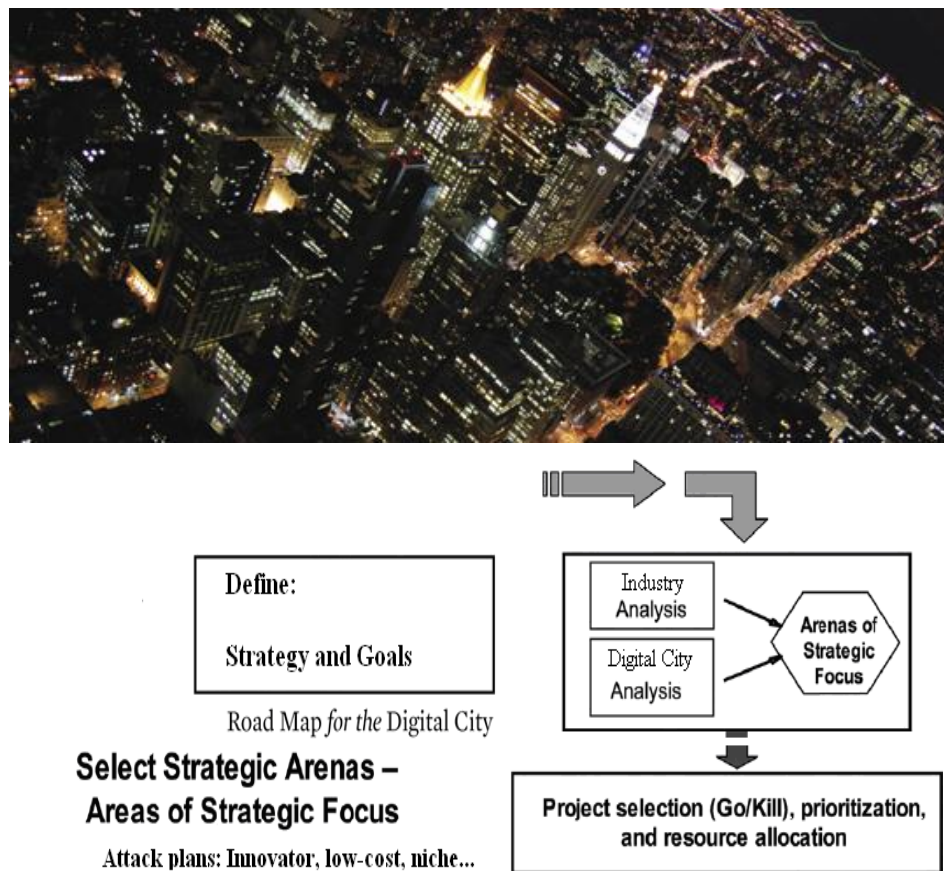 Define:
Strategy and Goals
Road Map for the Digital City
Select Strategic Arenas –
Areas of Strategic Focus
Attack plans: Innovator, low-cost, niche...
Industry
Analysis
Digital City
Analysis
Arenas of
Strategic
Focus
Project selection (Go/Kill), prioritization,
and resource allocation